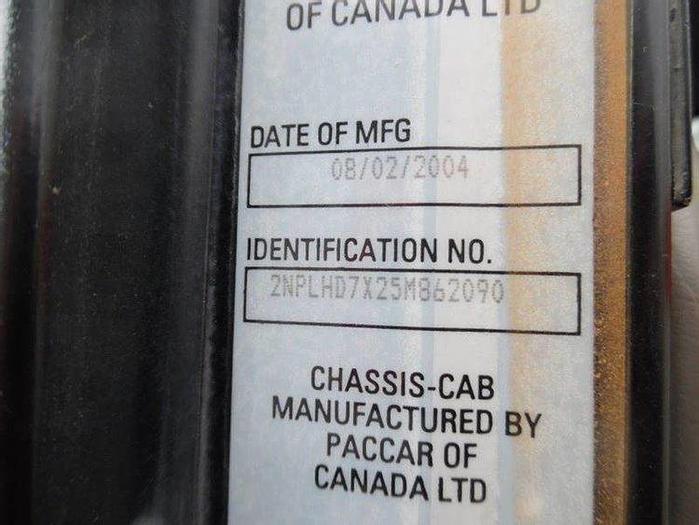 OF CANADA LTD
DATE OF MFG
08/02/2004
IDENTIFICATION NO.
2NPLHD7X25M862090
CHASSIS-CAB
MANUFACTURED BY
PACCAR OF
CANADA LTD